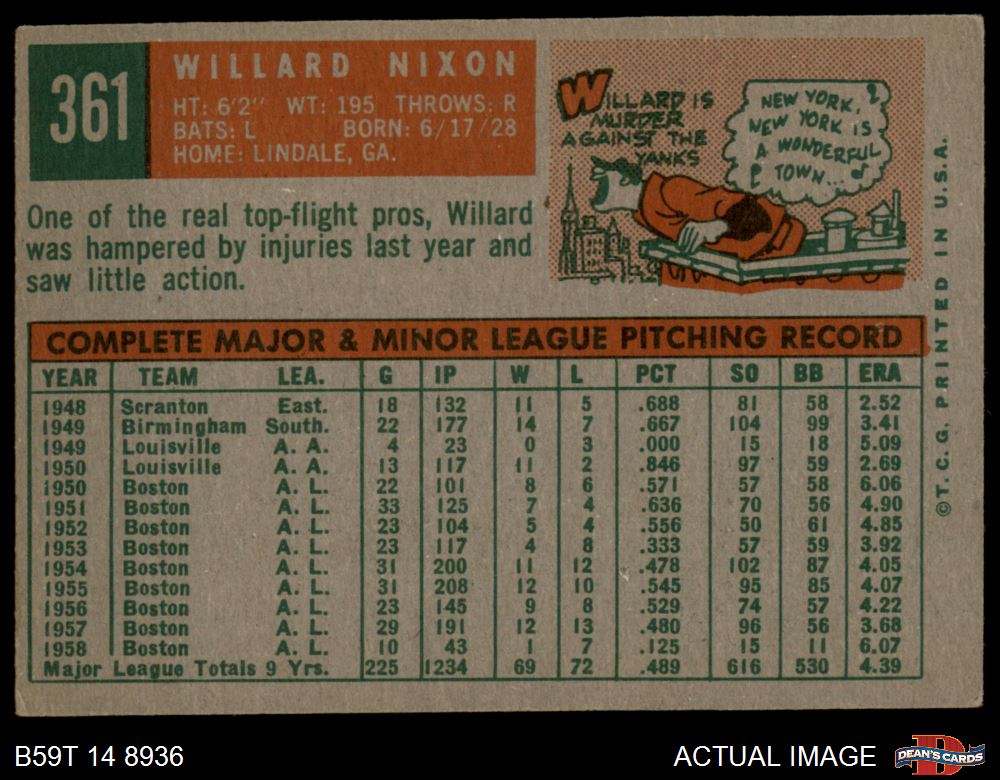 361
WILLARD NIXON
HT: 6'2" WT: 195 THROWS: R
BATS: L BORN: 6/17/28
HOME: LINDALE, GA.
One of the real top-flight pros, Willard
was hampered by injuries last year and
saw little action.
WILLARD IS
MURDER
AGAINST THE
YANKS
NEW YORK,
NEW YORK IS
A WONDERFUL
TOWN...
COMPLETE MAJOR & MINOR LEAGUE PITCHING RECORD
YEAR TEAM LEA. G IP W L PCT SO BB ERA
1948 Scranton East. 18 132 11 5 .688 81 58 2.52
1949 Birmingham South. 22 177 14 7 .667 104 99 3.41
1949 Louisville A. A. 4 23 0 3 .000 15 18 5.09
1950 Louisville A. A. 13 117 11 2 .846 97 59 2.69
1950 Boston A. L. 22 101 8 6 .571 57 58 6.06
1951 Boston A. L. 33 125 7 4 .636 70 56 4.90
1952 Boston A. L. 23 104 5 4 .556 50 61 4.85
1953 Boston A. L. 23 117 4 8 .333 57 59 3.92
1954 Boston A. L. 31 200 11 12 .478 102 87 4.05
1955 Boston A. L. 31 208 12 10 .545 95 85 4.07
1956 Boston A. L. 23 145 9 8 .529 74 57 4.22
1957 Boston A. L. 29 191 12 13 .480 96 56 3.68
1958 Boston A. L. 10 43 1 7 .125 15 11 6.07
Major League Totals 9 Yrs. 225 1234 69 72 .489 616 530 4.39
©T.C.G. PRINTED IN U.S.A.
B59T 14 8936
ACTUAL IMAGE
D
DEAN'S CARDS